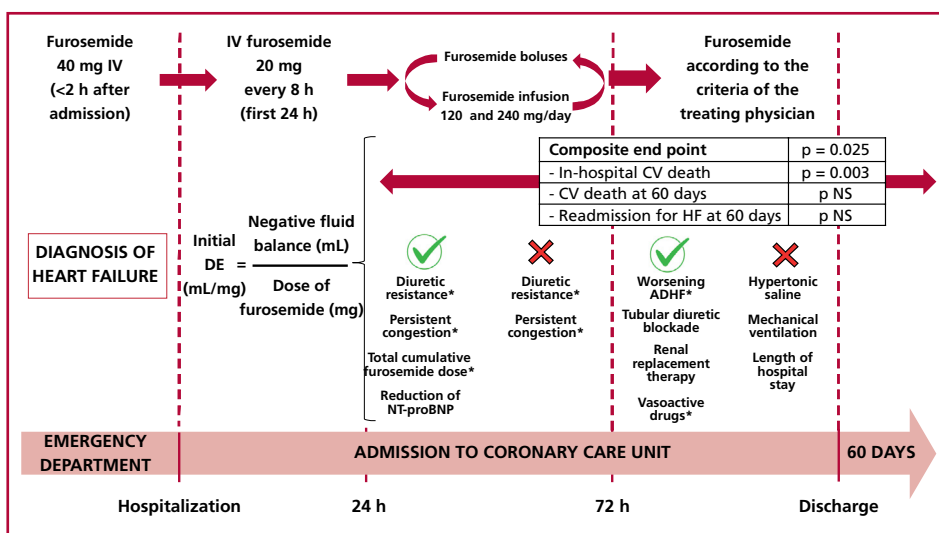 Furosemide
40 mg IV
(<2 h after
admission)
IV furosemide
20 mg
every 8 h
(first 24 h)
Furosemide boluses
Furosemide infusion
120 and 240 mg/day
Furosemide
according to the
criteria of the
treating physician
Composite end point p = 0.025
- In-hospital CV death p = 0.003
- CV death at 60 days p NS
- Readmission for HF at 60 days p NS
DIAGNOSIS OF
HEART FAILURE
Initial
DE =
(mL/mg)
Negative fluid
balance (mL)
Dose of
furosemide (mg)
Diuretic
resistance*
Persistent
congestion*
Total cumulative
furosemide dose*
Reduction of
NT-proBNP
Diuretic
resistance*
Persistent
congestion*
Worsening
ADHF*
Tubular diuretic
blockade
Renal
replacement
therapy
Vasoactive
drugs*
Hypertonic
saline
Mechanical
ventilation
Length of
hospital
stay
EMERGENCY
DEPARTMENT
ADMISSION TO CORONARY CARE UNIT
60 DAYS
Hospitalization
24 h
72 h
Discharge